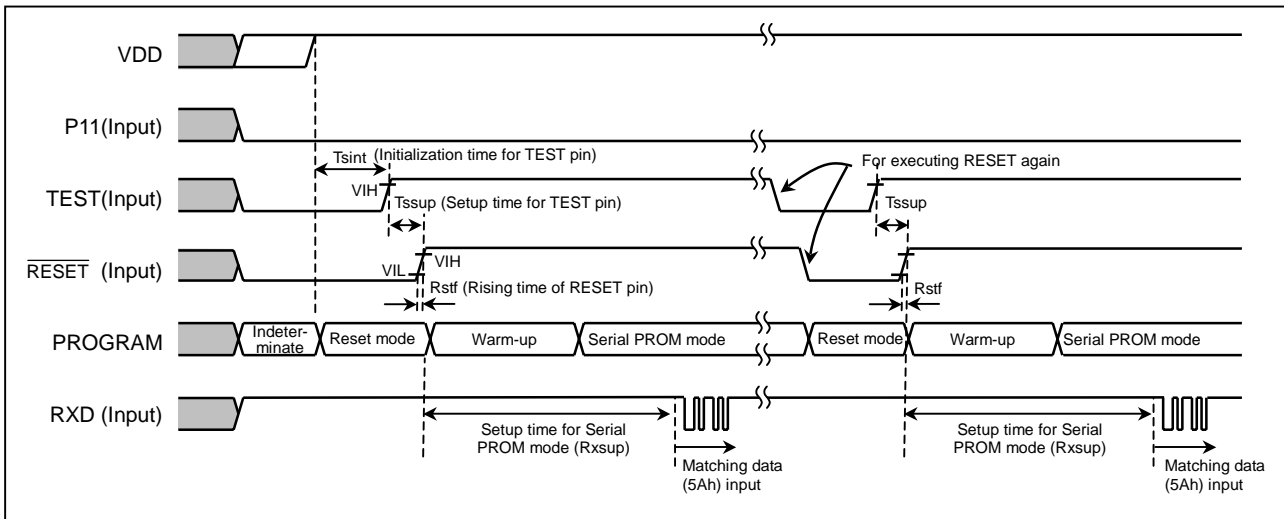 VDD
P11(Input)
Tsint (Initialization time for TEST pin)
For executing RESET again
TEST(Input)
VIH
Tssup (Setup time for TEST pin)
Tssup
RESET (Input)
VIL
VIH
Rstf (Rising time of RESET pin)
Rstf
PROGRAM
Indeter-
minate
Reset mode
Warm-up
Serial PROM mode
Reset mode
Warm-up
Serial PROM mode
RXD (Input)
Setup time for Serial
PROM mode (Rxsup)
Matching data
(5Ah) input
Setup time for Serial
PROM mode (Rxsup)
Matching data
(5Ah) input